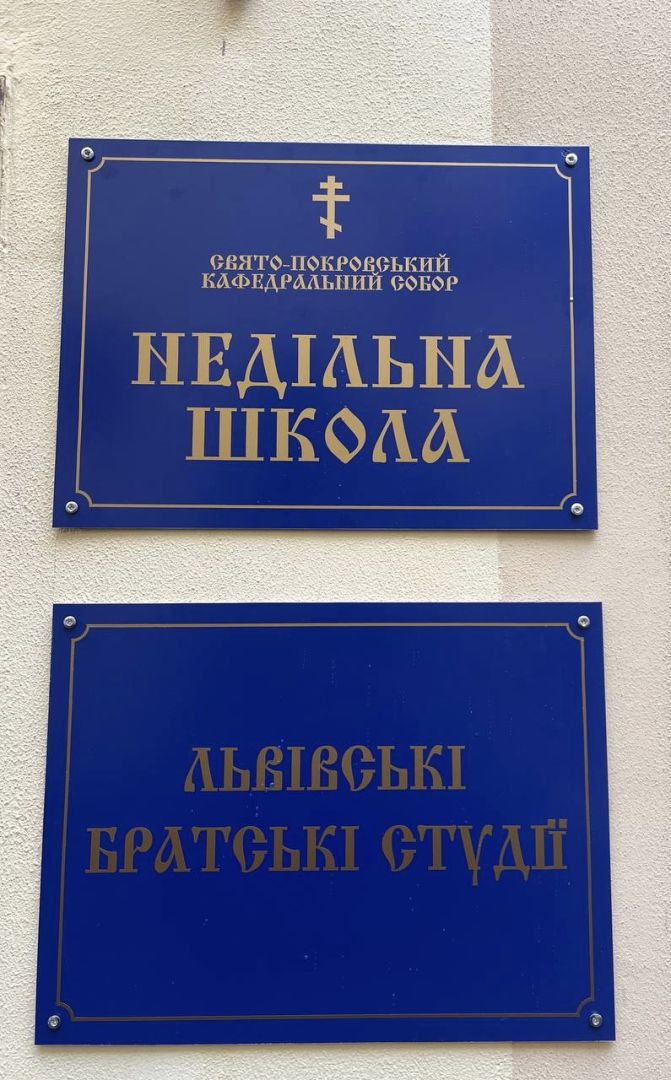 СВЯТО-ПОКРОВСЬКИЙ
КАФЕДРАЛЬНИЙ СОБОР
НЕДІЛЬНА
ШКОЛА
ЛЬВІВСЬКІ
БРАТСЬКІ СТУДІЇ